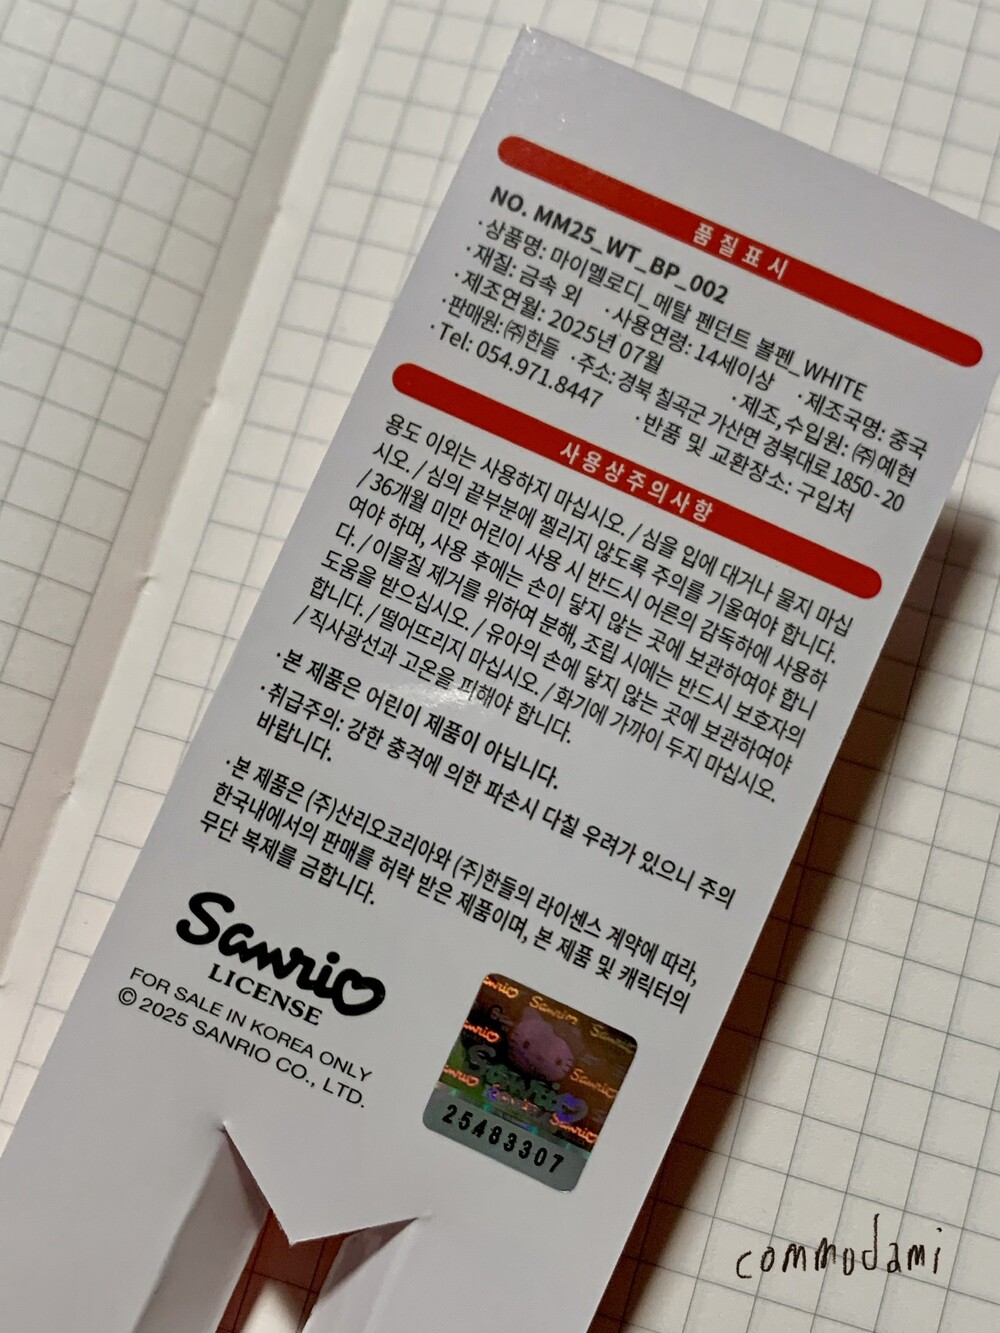 품질표시
NO. MM25_WT_BP_002
·상품명: 마이멜로디_메탈 펜던트 볼펜_WHITE
·재질: 금속 외 ·사용연령: 14세이상 ·제조국명: 중국
·제조연월: 2025년 07월 ·제조,수입원: ㈜예현
·판매원:㈜한들 ·주소:경북 칠곡군 가산면 경북대로 1850-20
·Tel: 054.971.8447 ·반품 및 교환장소: 구입처
사용상주의사항
용도 이외는 사용하지 마십시오. / 심을 입에 대거나 물지 마십
시오. / 심의 끝부분에 찔리지 않도록 주의를 기울여야 합니다.
/ 36개월 미만 어린이 사용 시 반드시 어른의 감독하에 사용하
여야 하며, 사용 후에는 손이 닿지 않는 곳에 보관하여야 합니
다. / 이물질 제거를 위하여 분해, 조립 시에는 반드시 보호자의
도움을 받으십시오. / 유아의 손에 닿지 않는 곳에 보관하여야
합니다. / 떨어뜨리지 마십시오. / 화기에 가까이 두지 마십시오.
/ 직사광선과 고온을 피해야 합니다.
·본 제품은 어린이 제품이 아닙니다.
·취급주의: 강한 충격에 의한 파손시 다칠 우려가 있으니 주의
바랍니다.
·본 제품은 (주)산리오코리아와 (주)한들의 라이센스 계약에 따라,
한국내에서의 판매를 허락 받은 제품이며, 본 제품 및 캐릭터의
무단 복제를 금합니다.
Sanrio
LICENSE
FOR SALE IN KOREA ONLY
© 2025 SANRIO CO., LTD.
Sanrio
25A83307
commodami